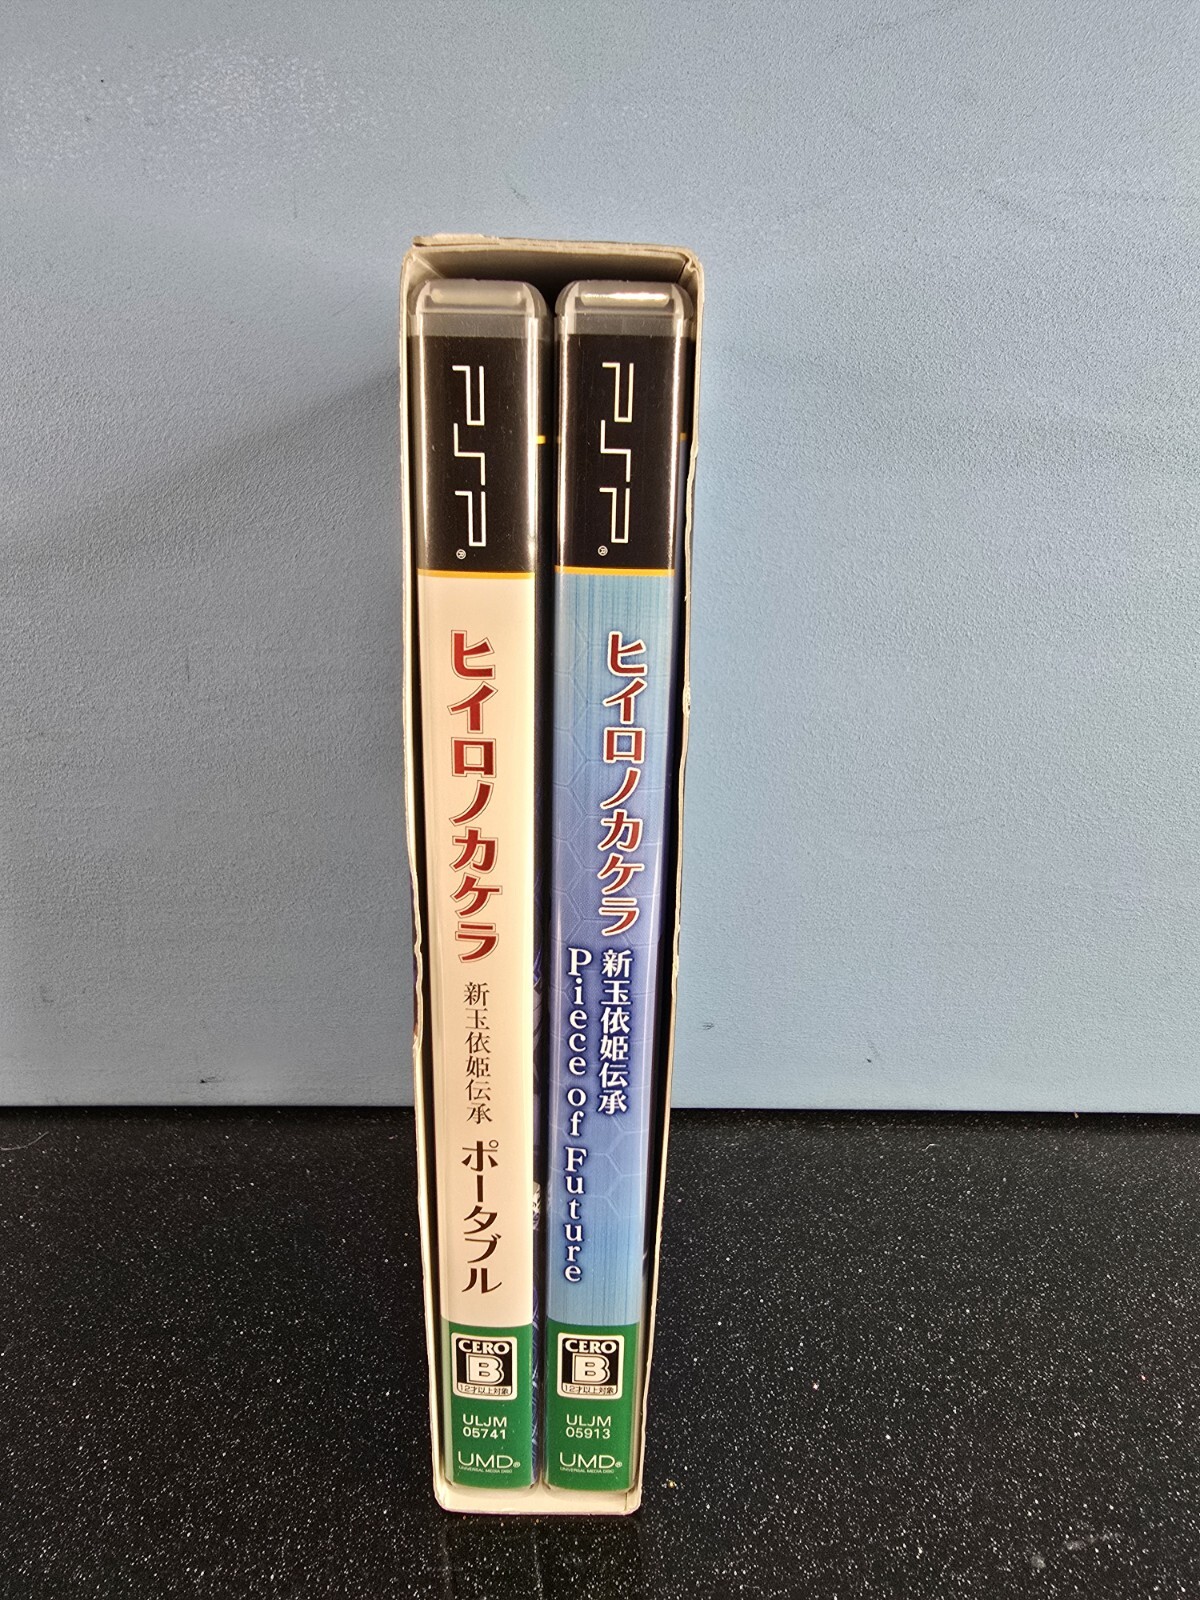 PSP®
ヒイロノカケラ
新玉依姫伝承
ポータブル
CERO
B
12才以上対象
ULJM
05741
UMD®
UNIVERSAL MEDIA DISC
PSP®
ヒイロノカケラ
新玉依姫伝承
Piece of Future
CERO
B
12才以上対象
ULJM
05913
UMD®
UNIVERSAL MEDIA DISC